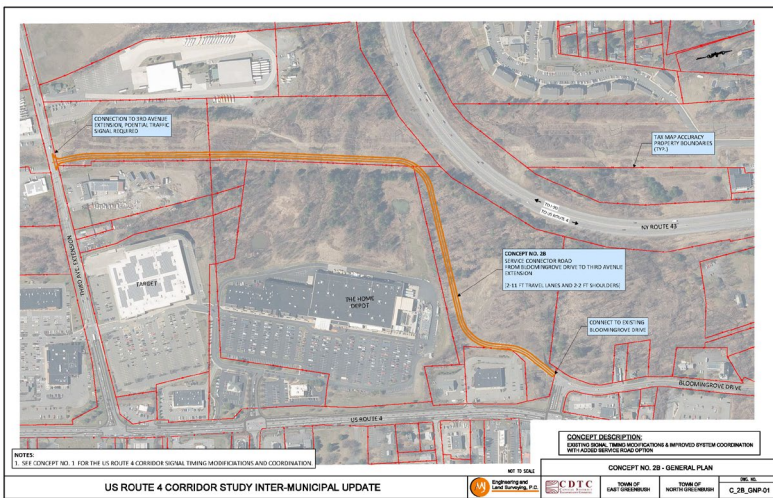 CONNECTION TO 3RD AVENUE
EXTENSION, POTENTIAL TRAFFIC
SIGNAL REQUIRED
TAX MAP ACCURACY
PROPERTY BOUNDARIES
(TYP.)
NY ROUTE 43
CONCEPT NO. 2B
SERVICE CONNECTOR ROAD
FROM BLOOMINGROVE DRIVE TO THIRD AVENUE
EXTENSION
(2-11 FT TRAVEL LANES AND 2-2 FT SHOULDERS)
THIRD AVE EXTENSION
TARGET
THE HOME
DEPOT
CONNECT TO EXISTING
BLOOMINGROVE DRIVE
BLOOMINGROVE DRIVE
US ROUTE 4
NOTES:
1. SEE CONCEPT NO. 1 FOR THE US ROUTE 4 CORRIDOR SIGNAL TIMING MODIFICIATIONS AND COORDINATION.
CONCEPT DESCRIPTION:
EXISTING SIGNAL TIMING MODIFICATIONS & IMPROVED SYSTEM COORDINATION
WITH ADDED SERVICE ROAD OPTION
NOT TO SCALE
US ROUTE 4 CORRIDOR STUDY INTER-MUNICIPAL UPDATE
Engineering and
Land Surveying, P.C.
CONCEPT NO. 2B - GENERAL PLAN
CDTC
TOWN OF
EAST GREENBUSH
TOWN OF
NORTH GREENBUSH
DWG. NO.
C_2B_GNP-01